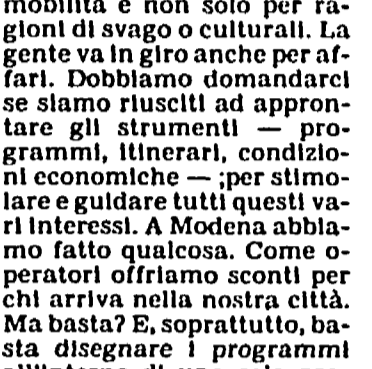 mobilità e non solo per ra-
gioni di svago o culturali. La
gente va in giro anche per af-
fari. Dobbiamo domandarci
se siamo riusciti ad appron-
tare gli strumenti — pro-
grammi, itinerari, condizio-
ni economiche — ;per stimo-
lare e guidare tutti questi va-
ri interessi. A Modena abbia-
mo fatto qualcosa. Come o-
peratori offriamo sconti per
chi arriva nella nostra città.
Ma basta? E, soprattutto, ba-
sta disegnare i programmi